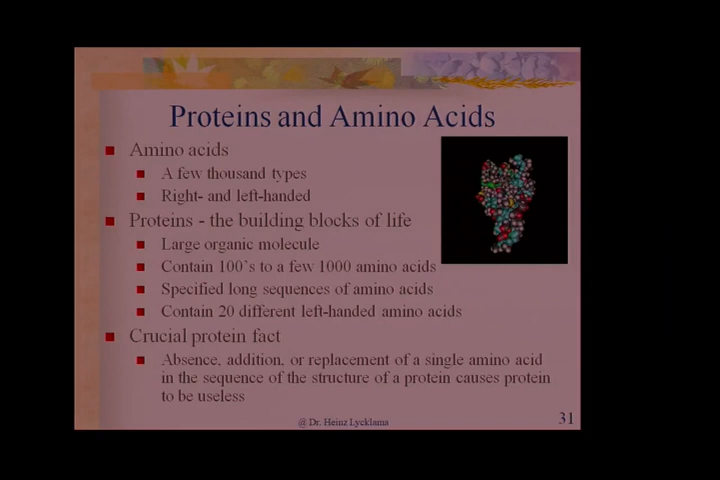 Proteins and Amino Acids
Amino acids
A few thousand types
Right- and left-handed
Proteins - the building blocks of life
Large organic molecule
Contain 100's to a few 1000 amino acids
Specified long sequences of amino acids
Contain 20 different left-handed amino acids
Crucial protein fact
Absence, addition, or replacement of a single amino acid
in the sequence of the structure of a protein causes protein
to be useless
@ Dr. Heinz Lycklama
31